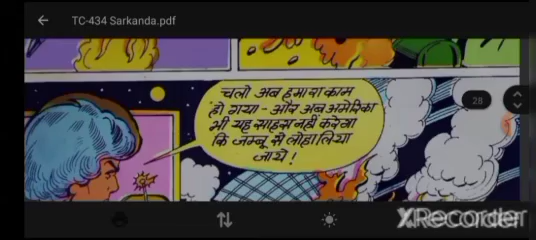 TC-434 Sarkanda.pdf
चलो अब हमारा काम
हो गया - और अब अमेरिका
भी यह साहस नहीं करेगा
कि जम्बू से लोहा लिया
जाये !
28
XRecorder